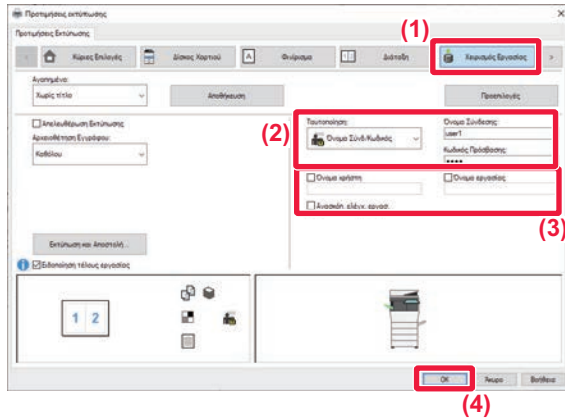 Προτιμήσεις εκτύπωσης
Προτιμήσεις Εκτύπωσης
(1)
Κύριες Επιλογές
Δίσκος Χαρτιού
Φινίρισμα
Διάταξη
Χειρισμός Εργασίας
Αγαπημένα:
Χωρίς τίτλο
Αποθήκευση
Προεπιλογές
(2)
Απελευθέρωση Εκτύπωσης
Αρχειοθέτηση Εγγράφου:
Καθόλου
Ταυτοποίηση:
Όνομα Σύνδ/Κωδικός
Όνομα Σύνδεσης:
user1
Κωδικός Πρόσβασης:
••••
Όνομα χρήστη
Όνομα εργασίας
Ανασκόπ. ελέγχ. εργασ.
(3)
Εκτύπωση και Αποστολή...
Ειδοποίηση τέλους εργασίας
1 2
OK
Άκυρο
Βοήθεια
(4)